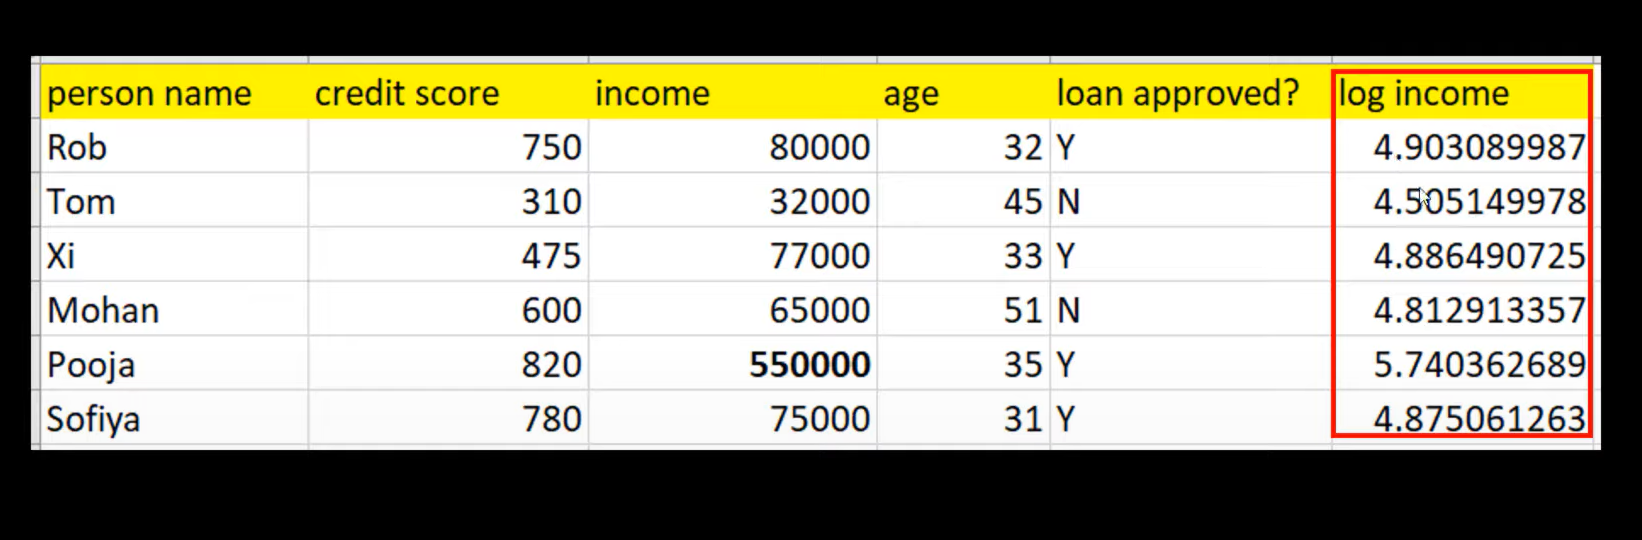 person name credit score income age loan approved? log income
Rob 750 80000 32 Y 4.903089987
Tom 310 32000 45 N 4.505149978
Xi 475 77000 33 Y 4.886490725
Mohan 600 65000 51 N 4.812913357
Pooja 820 550000 35 Y 5.740362689
Sofiya 780 75000 31 Y 4.875061263